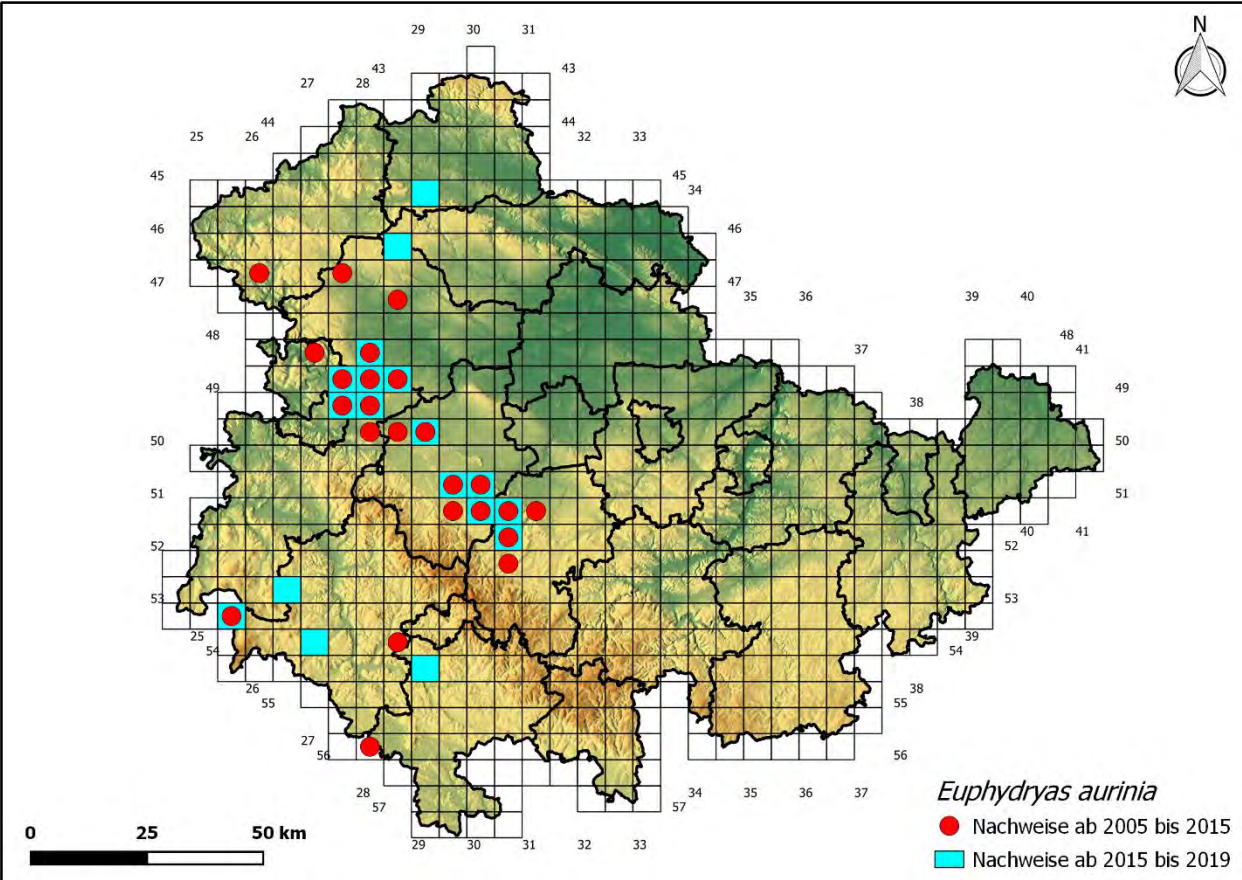 29 30 31
N
43 43
27 28
44 44
25 26 32 33
45 45
34
46 46
47 47
35 36 39 40
48 37 48
41
49 49
38
50 50
51 51
40 41
52 52
53 53
25 39
54 54
26 38
55 55
27
56 56
28 34 35 36 37
57 57
29 30 31 32 33
Euphydryas aurinia
Nachweise ab 2005 bis 2015
Nachweise ab 2015 bis 2019
0 25 50 km